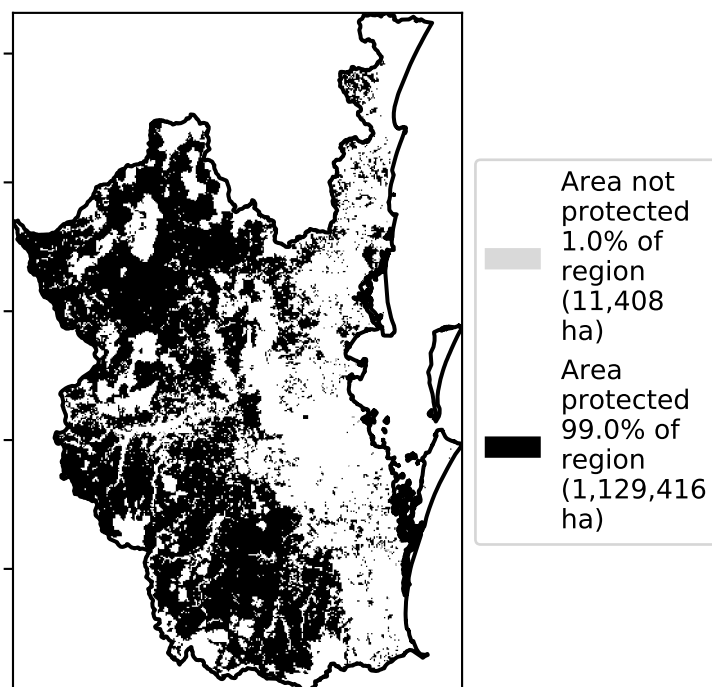 Area not
protected
1.0% of
region
(11,408
ha)
Area
protected
99.0% of
region
(1,129,416
ha)